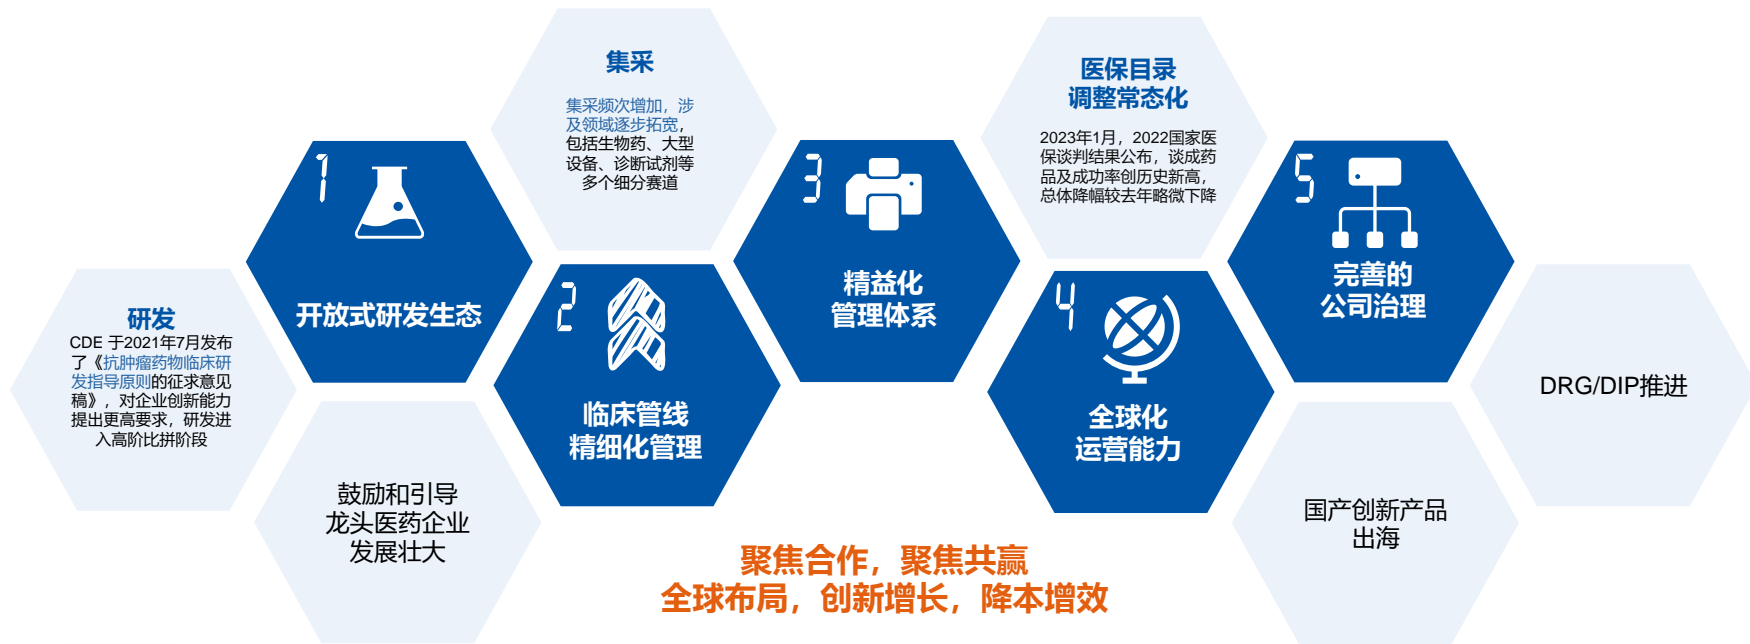 研发
CDE 于2021年7月发布
了《抗肿瘤药物临床研
发指导原则的征求意见
稿》，对企业创新能力
提出更高要求，研发进
入高阶比拼阶段
1
开放式研发生态
鼓励和引导
龙头医药企业
发展壮大
集采
集采频次增加，涉
及领域逐步拓宽，
包括生物药、大型
设备、诊断试剂等
多个细分赛道
2
临床管线
精细化管理
3
精益化
管理体系
医保目录
调整常态化
2023年1月，2022国家医
保谈判结果公布，谈成药
品及成功率创历史新高，
总体降幅较去年略微下降
4
全球化
运营能力
5
完善的
公司治理
国产创新产品
出海
DRG/DIP推进
聚焦合作，聚焦共赢
全球布局，创新增长，降本增效